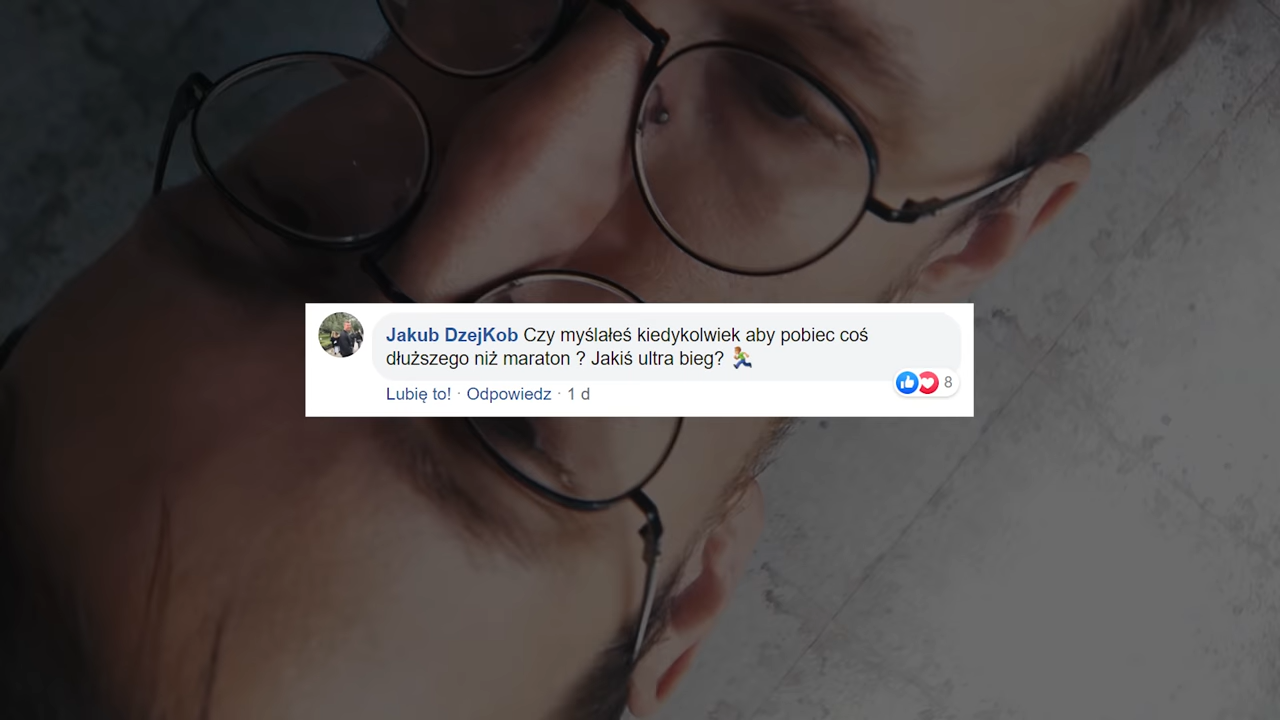 Jakub DzejKob Czy myślałeś kiedykolwiek aby pobiec coś
dłuższego niż maraton ? Jakiś ultra bieg? 🏃
Lubię to! · Odpowiedz · 1 d
8